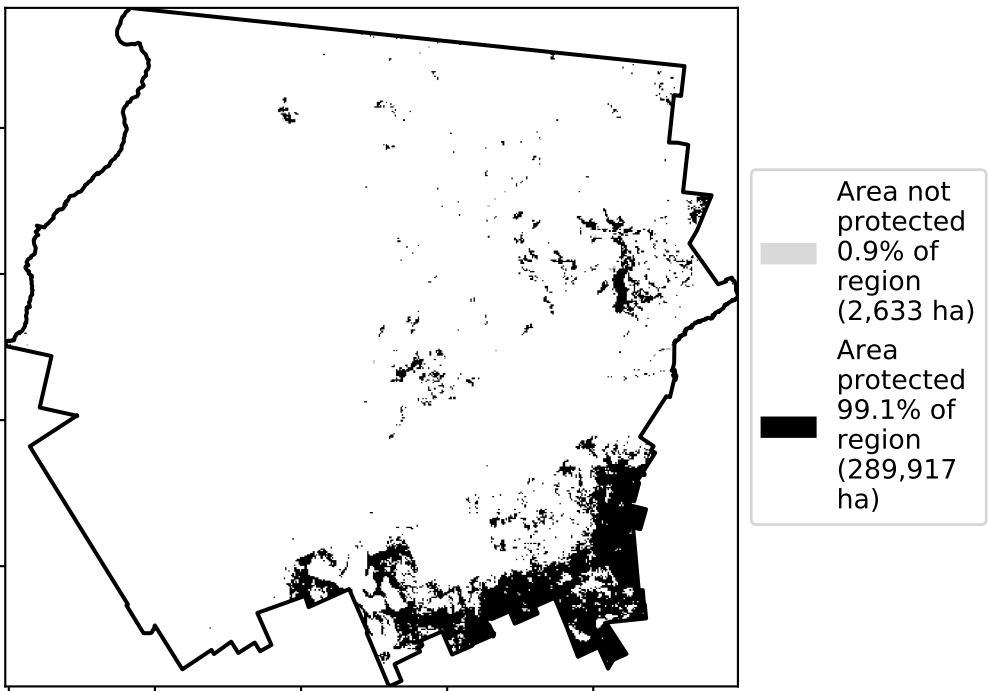 Area not
protected
0.9% of
region
(2,633 ha)
Area
protected
99.1% of
region
(289,917
ha)